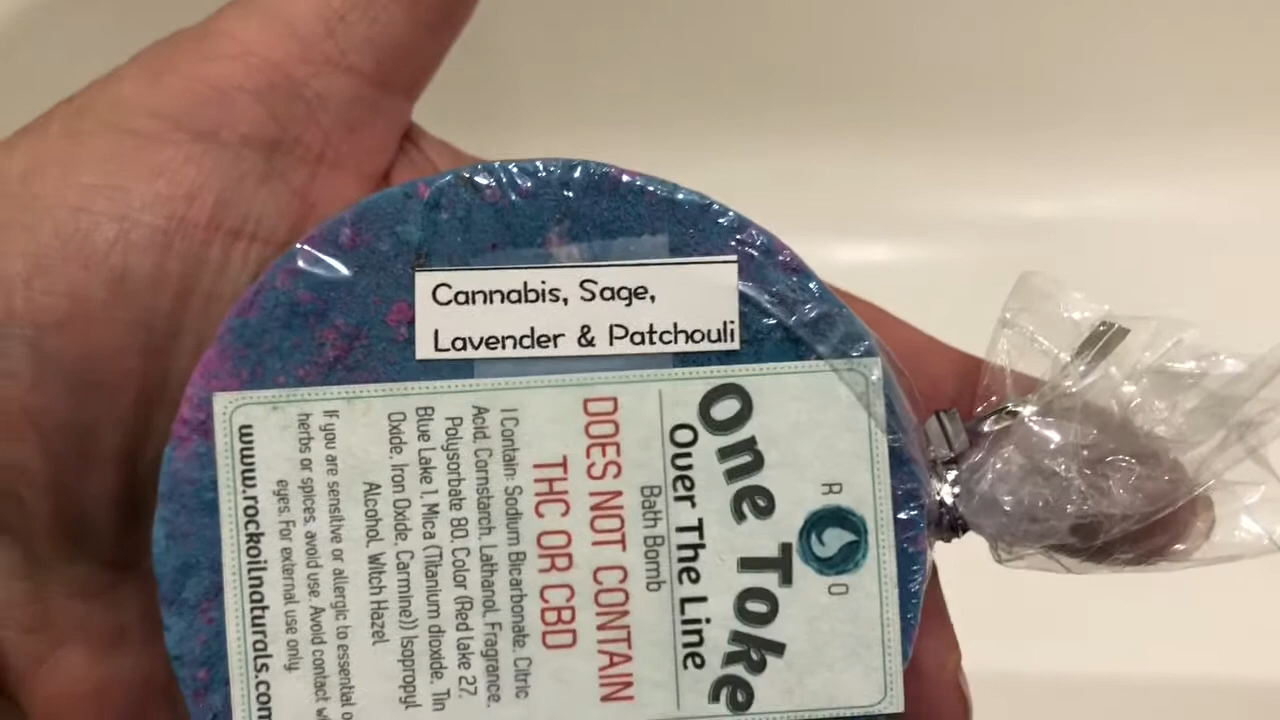 Cannabis, Sage,
Lavender & Patchouli
R O
One Toke
Over The Line
Bath Bomb
DOES NOT CONTAIN
THC OR CBD
I Contain: Sodium Bicarbonate, Citric
Acid, Cornstarch, Lathanol, Fragrance,
Polysorbate 80, Color (Red lake 27,
Blue Lake 1, Mica (Titanium dioxide, Tin
Oxide, Iron Oxide, Carmine)) Isopropyl
Alcohol, Witch Hazel
If you are sensitive or allergic to essential
herbs or spices, avoid use. Avoid contact
eyes. For external use only.
www.rockoilnaturals.com